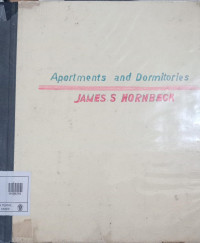 Apartments and Dormitories
JAMES S HORNBECK